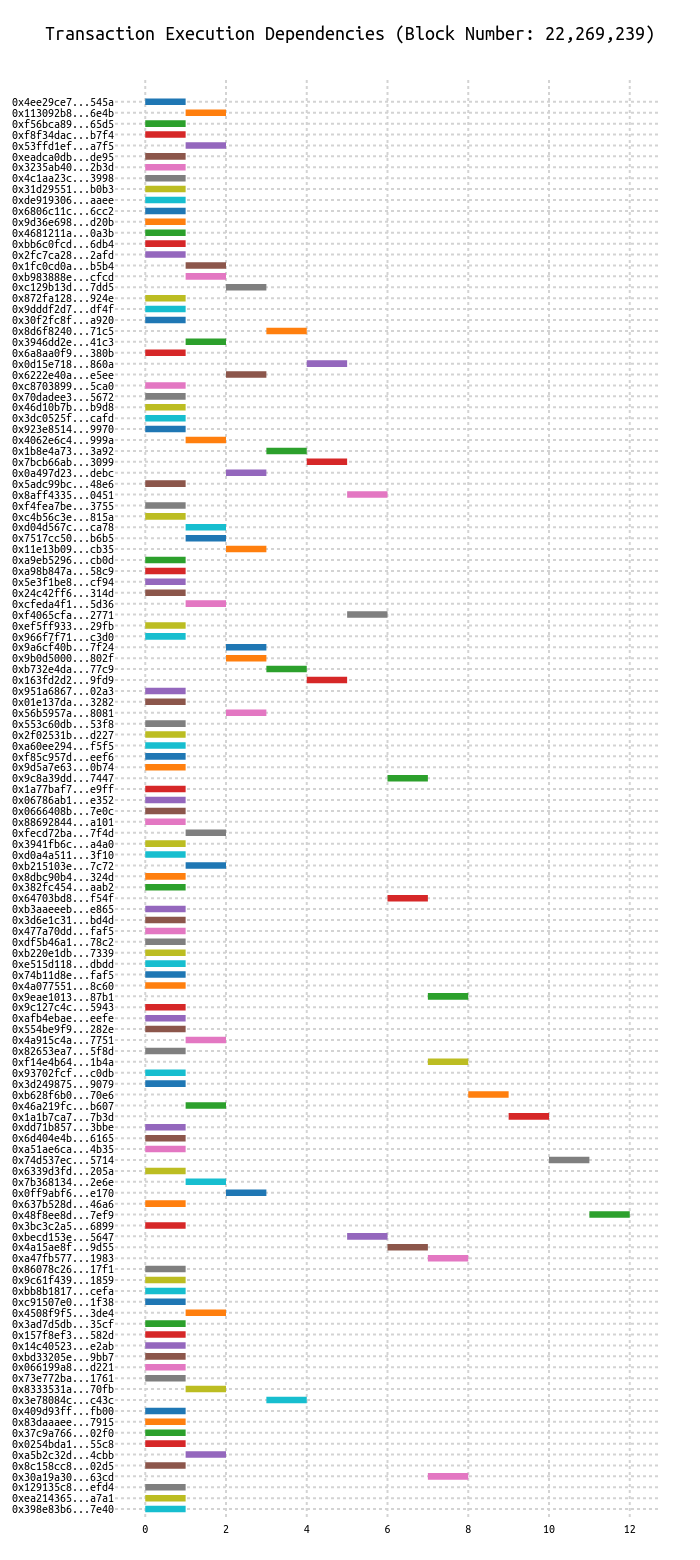 Transaction Execution Dependencies (Block Number: 22,269,239)
0x4ee29ce7...545a
0x113092b8...6e4b
0xf56bca89...65d5
0xf8f34dac...b7f4
0x53ffd1ef...a7f5
0xeadca0db...de95
0x3235ab40...2b3d
0x4c1aa23c...3998
0x31d29551...b0b3
0xde919306...aaee
0x6806c11c...6cc2
0x9d36e698...d20b
0x4681211a...0a3b
0xbb6c0fcd...6db4
0x2fc7ca28...2afd
0x1fc0cd0a...b5b4
0xb983888e...cfcd
0xc129b13d...7dd5
0x872fa128...924e
0x9dddf2d7...df4f
0x30f2fc8f...a920
0x8d6f8240...71c5
0x3946dd2e...41c3
0x6a8aa0f9...380b
0x0d15e718...860a
0x6222e40a...e5ee
0xc8703899...5ca0
0x70dadee3...5672
0x46d10b7b...b9d8
0x3dc0525f...cafd
0x923e8514...9970
0x4062e6c4...999a
0x1b8e4a73...3a92
0x7bcb66ab...3099
0x0a497d23...debc
0x5adc99bc...48e6
0x8aff4335...0451
0xf4fea7be...3755
0xc4b56c3e...815a
0xd04d567c...ca78
0x7517cc50...b6b5
0x11e13b09...cb35
0xa9eb5296...cb0d
0xa98b847a...58c9
0x5e3f1be8...cf94
0x24c42ff6...314d
0xcfeda4f1...5d36
0xf4065cfa...2771
0xef5ff933...29fb
0x966f7f71...c3d0
0x9a6cf40b...7f24
0x9b0d5000...802f
0xb732e4da...77c9
0x163fd2d2...9fd9
0x951a6867...02a3
0x01e137da...3282
0x56b5957a...8081
0x553c60db...53f8
0x2f02531b...d227
0xa60ee294...f5f5
0xf85c957d...eef6
0x9d5a7e63...0b74
0x9c8a39dd...7447
0x1a77baf7...e9ff
0x06786ab1...e352
0x0666408b...7e0c
0x88692844...a101
0xfecd72ba...7f4d
0x3941fb6c...a4a0
0xd0a4a511...3f10
0xb215103e...7c72
0x8dbc90b4...324d
0x382fc454...aab2
0x64703bd8...f54f
0xb3aaeeeb...e865
0x3d6e1c31...bd4d
0x477a70dd...faf5
0xdf5b46a1...78c2
0xb220e1db...7339
0xe515d118...dbdd
0x74b11d8e...faf5
0x4a077551...8c60
0x9eae1013...87b1
0x9c127c4c...5943
0xafb4ebae...eefe
0x554be9f9...282e
0x4a915c4a...7751
0x82653ea7...5f8d
0xf14e4b64...1b4a
0x93702fcf...c0db
0x3d249875...9079
0xb628f6b0...70e6
0x46a219fc...b607
0x1a1b7ca7...7b3d
0xdd71b857...3bbe
0x6d404e4b...6165
0xa51ae6ca...4b35
0x74d537ec...5714
0x6339d3fd...205a
0x7b368134...2e6e
0x0ff9abf6...e170
0x637b528d...46a6
0x48f8ee8d...7ef9
0x3bc3c2a5...6899
0xbecd153e...5647
0x4a15ae8f...9d55
0xa47fb577...1983
0x86078c26...17f1
0x9c61f439...1859
0xbb8b1817...cefa
0xc91507e0...1f38
0x4508f9f5...3de4
0x3ad7d5db...35cf
0x157f8ef3...582d
0x14c40523...e2ab
0xbd33205e...9bb7
0x066199a8...d221
0x73e772ba...1761
0x8333531a...70fb
0x3e78084c...c43c
0x409d93ff...fb00
0x83daaaee...7915
0x37c9a766...02f0
0x0254bda1...55c8
0xa5b2c32d...4cbb
0x8c158cc8...02d5
0x30a19a30...63cd
0x129135c8...efd4
0xea214365...a7a1
0x398e83b6...7e40
0 2 4 6 8 10 12